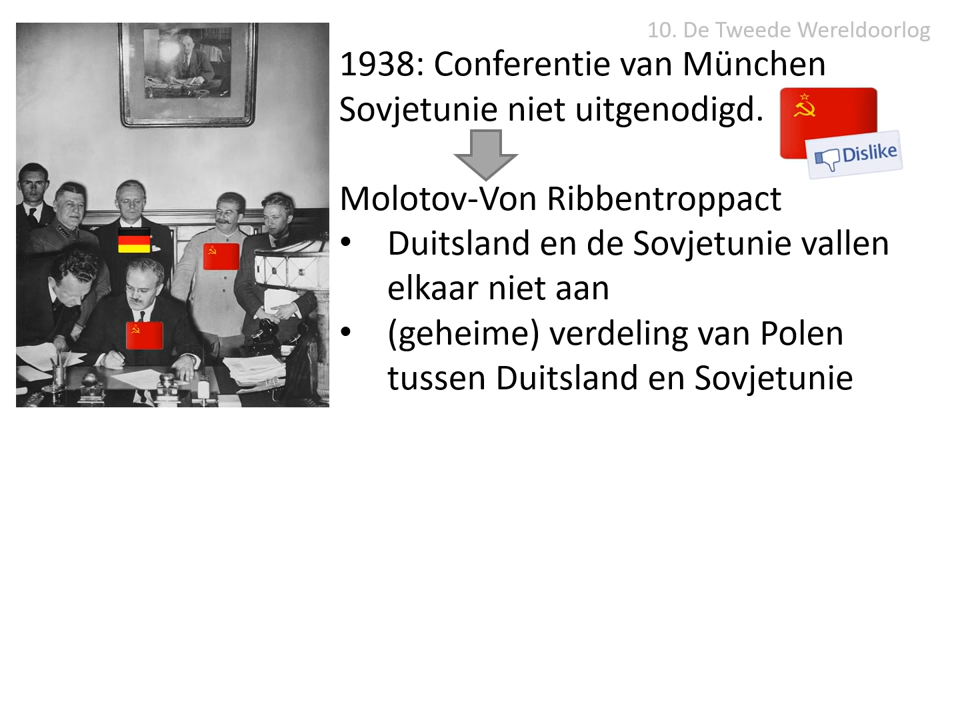 10. De Tweede Wereldoorlog
1938: Conferentie van München
Sovjetunie niet uitgenodigd.
Dislike
Molotov-Von Ribbentroppact
• Duitsland en de Sovjetunie vallen
elkaar niet aan
• (geheime) verdeling van Polen
tussen Duitsland en Sovjetunie